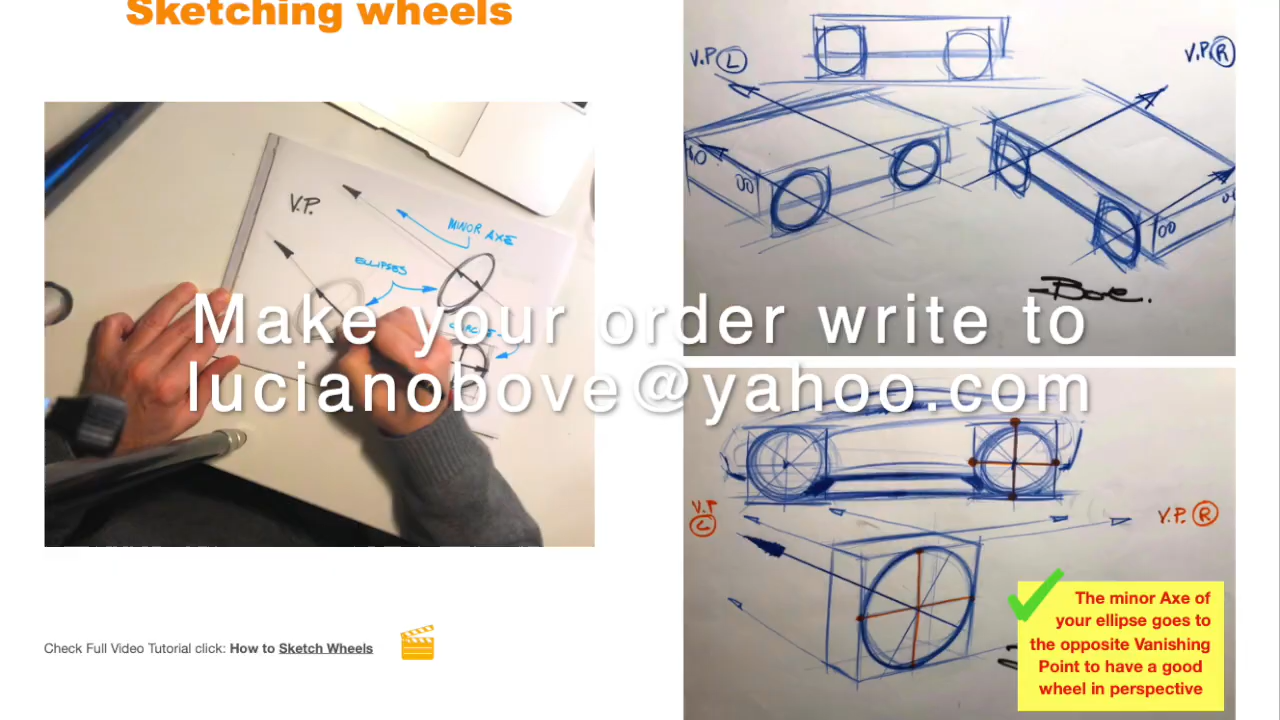 Sketching wheels
V.P L
V.P R
V.P.
MINOR AXE
ELLIPSES
00
00
Bove.
Make your order write to
lucianobove@yahoo.com
V.P
L
V.P. R
The minor Axe of
your ellipse goes to
the opposite Vanishing
Point to have a good
wheel in perspective
Check Full Video Tutorial click: How to Sketch Wheels